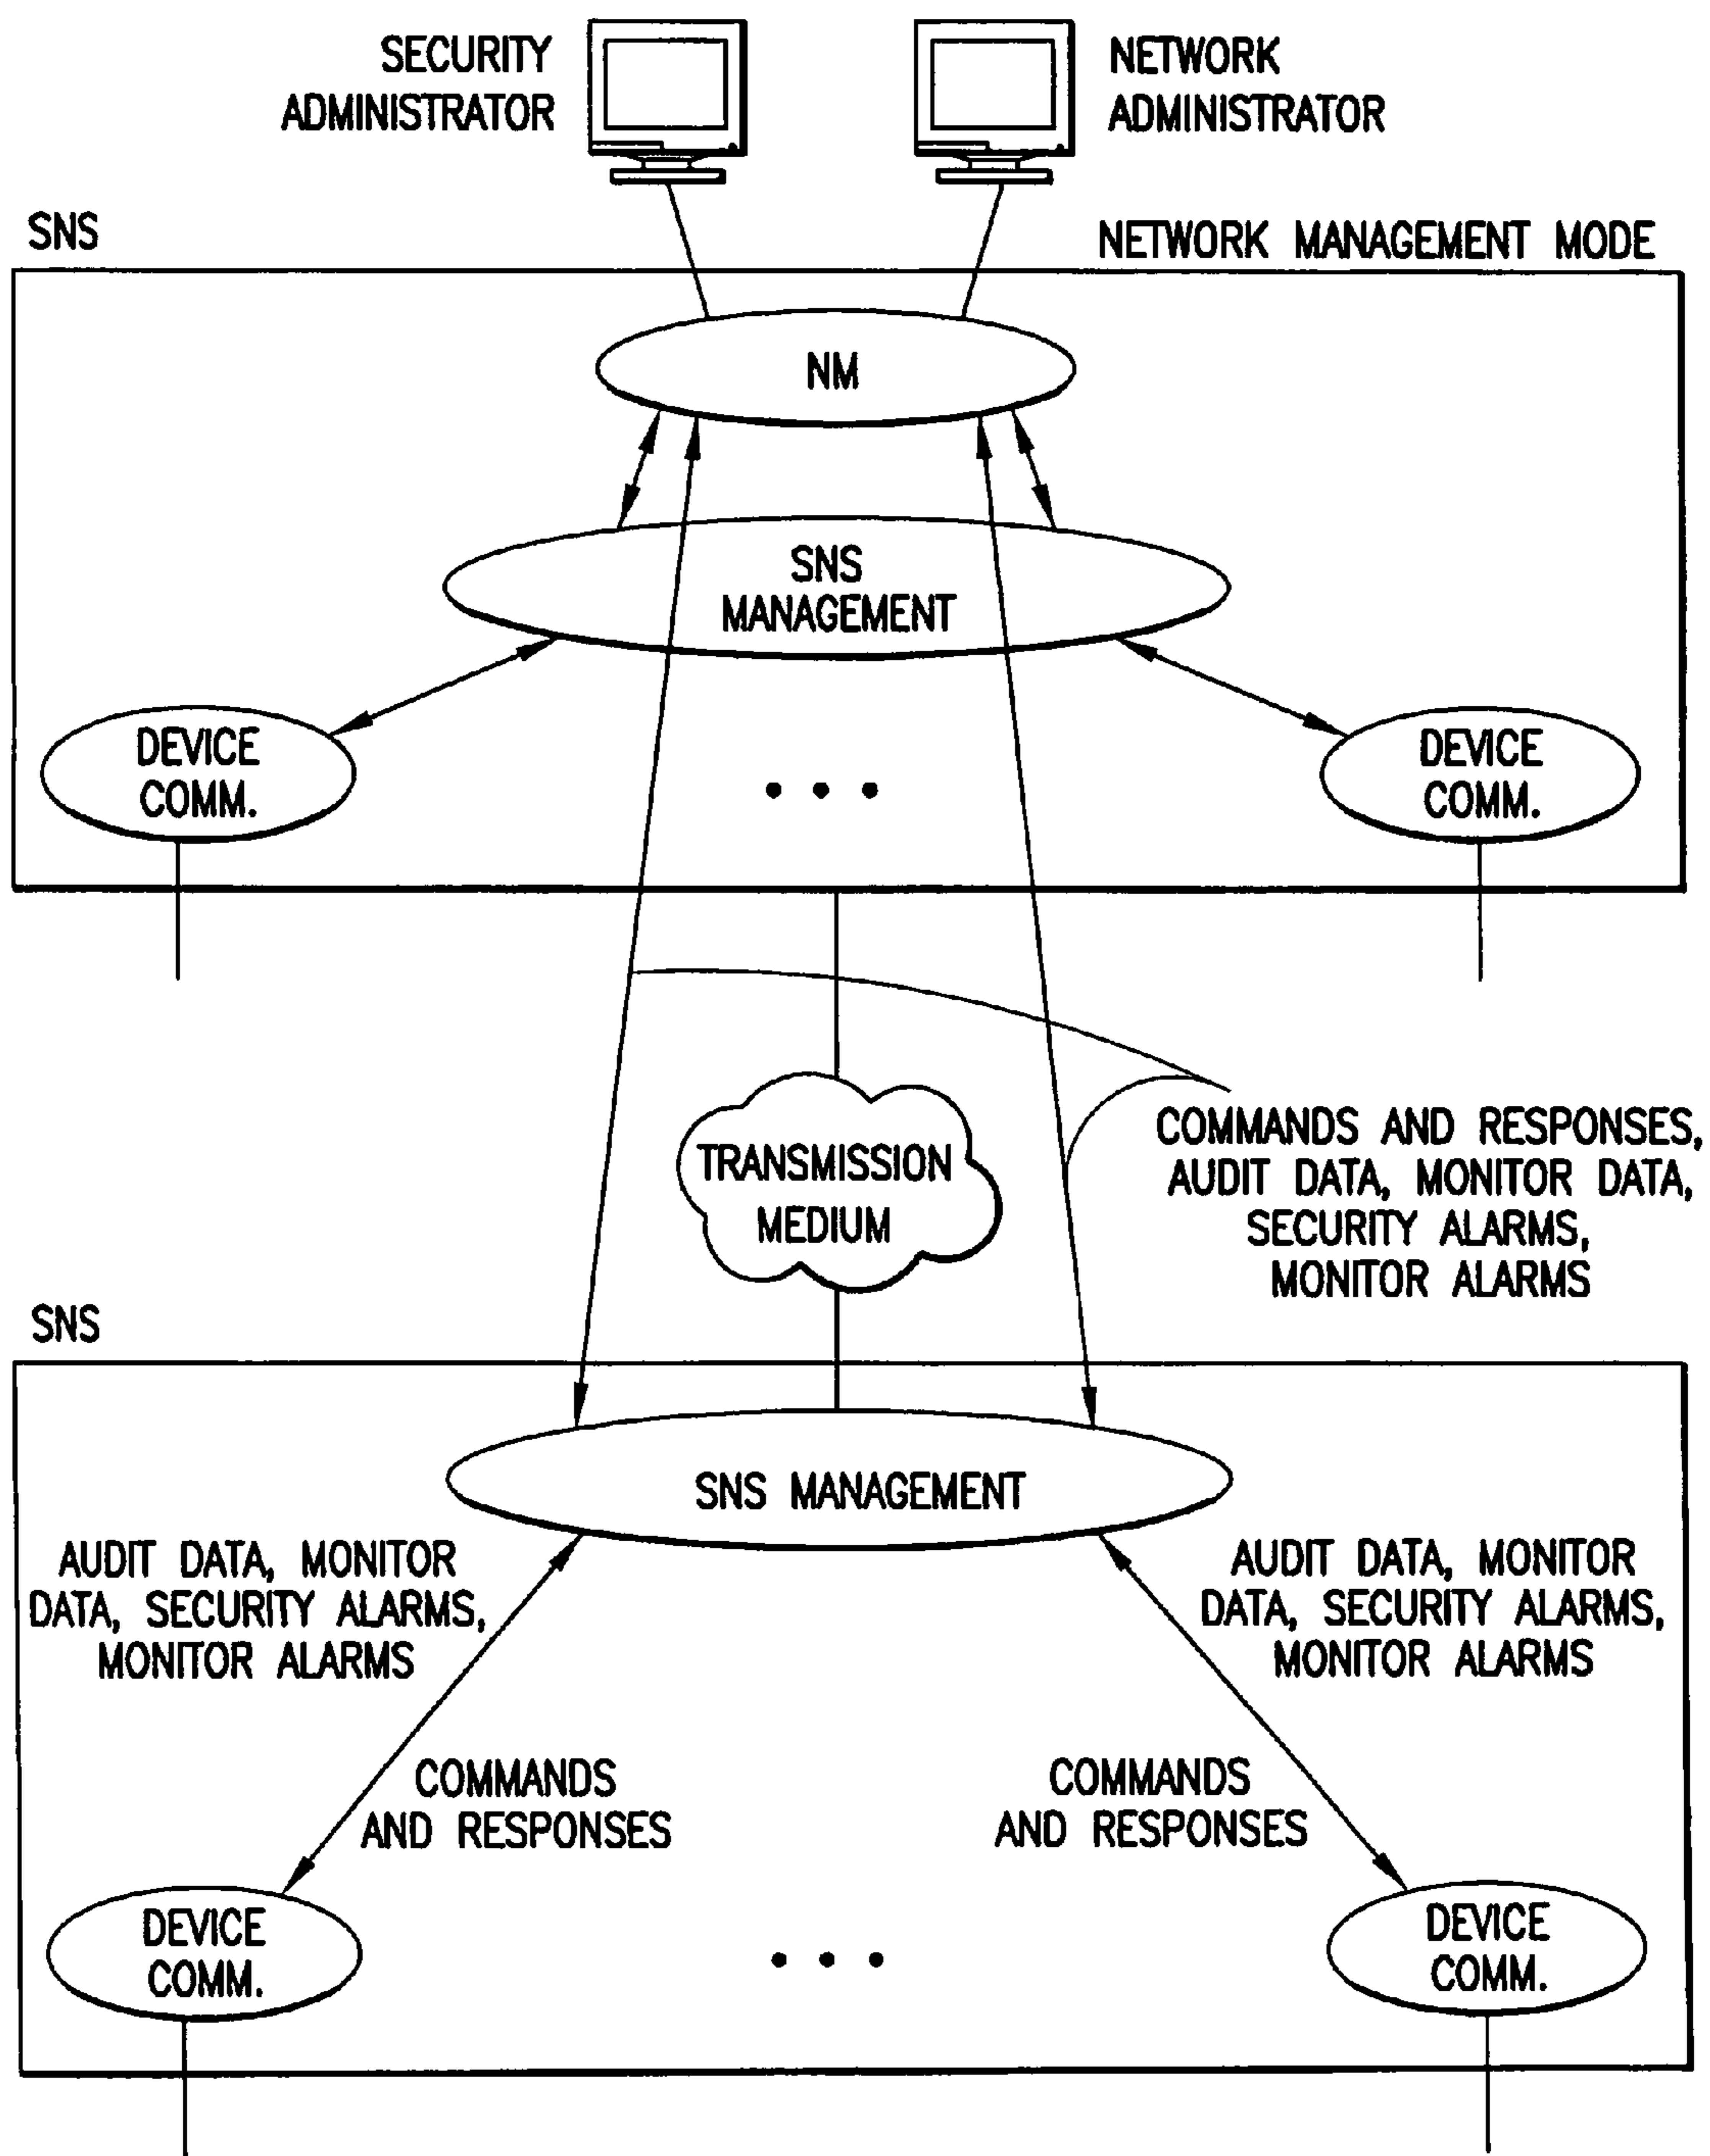 SECURITY
ADMINISTRATOR
NETWORK
ADMINISTRATOR
SNS
NETWORK MANAGEMENT MODE
NM
SNS
MANAGEMENT
DEVICE
COMM.
DEVICE
COMM.
TRANSMISSION
MEDIUM
COMMANDS AND RESPONSES,
AUDIT DATA, MONITOR DATA,
SECURITY ALARMS,
MONITOR ALARMS
SNS
SNS MANAGEMENT
AUDIT DATA, MONITOR
DATA, SECURITY ALARMS,
MONITOR ALARMS
AUDIT DATA, MONITOR
DATA, SECURITY ALARMS,
MONITOR ALARMS
COMMANDS
AND RESPONSES
COMMANDS
AND RESPONSES
DEVICE
COMM.
DEVICE
COMM.